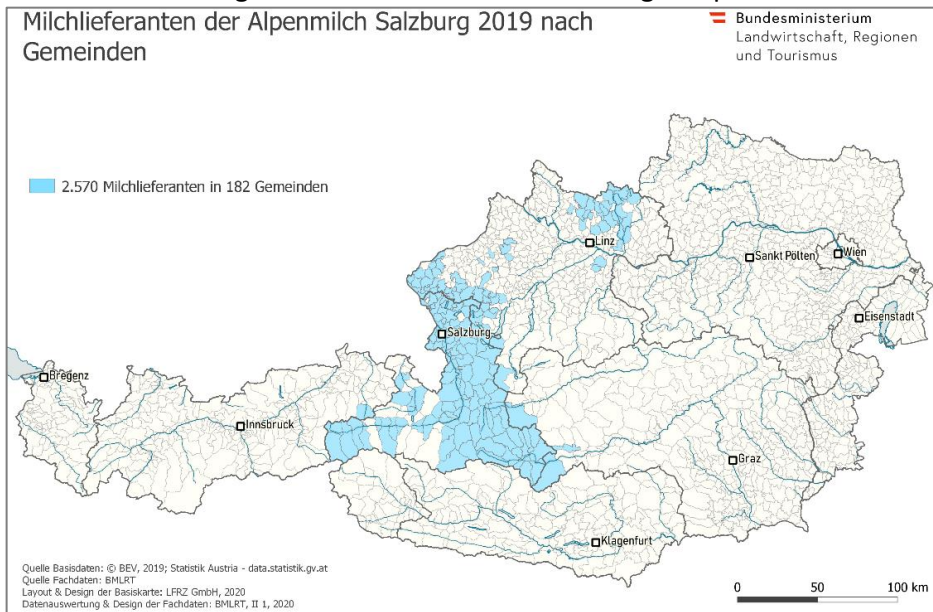 Milchlieferanten der Alpenmilch Salzburg 2019 nach
Gemeinden
Bundesministerium
Landwirtschaft, Regionen
und Tourismus
2.570 Milchlieferanten in 182 Gemeinden
Linz
Sankt Pölten
Wien
Eisenstadt
Salzburg
Bregenz
Innsbruck
Graz
Klagenfurt
Quelle Basisdaten: © BEV, 2019; Statistik Austria - data.statistik.gv.at
Quelle Fachdaten: BMLRT
Layout & Design der Basiskarte: LFRZ GmbH, 2020
Datenauswertung & Design der Fachdaten: BMLRT, II 1, 2020
0 50 100 km